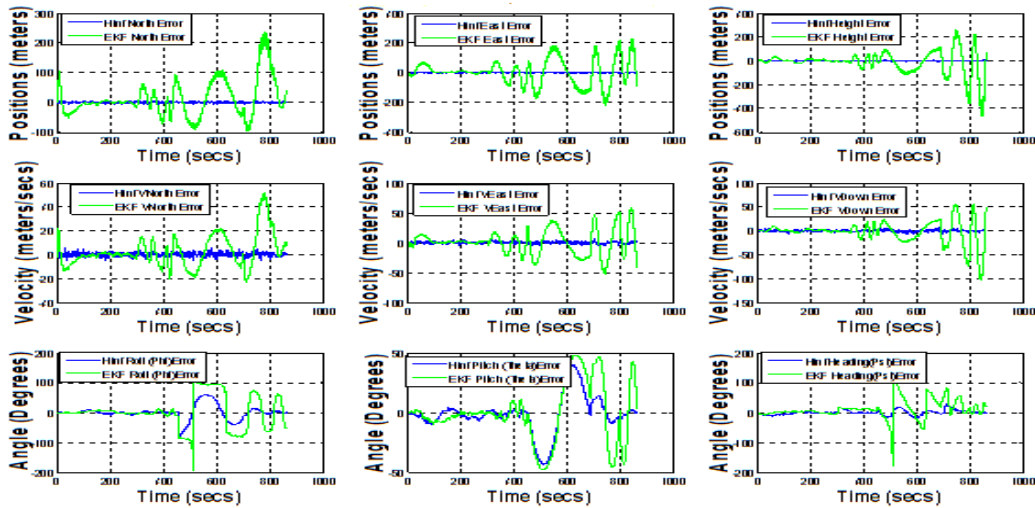 Hinf North Error
EKF North Error
Positions (meters)
300
200
100
0
-100
0 200 400 600 800 1000
Time (secs)
Hinf East Error
EKF East Error
Positions (meters)
400
200
0
-200
-400
0 200 400 600 800 1000
Time (secs)
Hinf Height Error
EKF Height Error
Positions (meters)
400
200
0
-200
-400
-600
0 200 400 600 800 1000
Time (secs)
Hinf VNorth Error
EKF VNorth Error
Velocity (meters/secs)
60
40
20
0
-20
-40
0 200 400 600 800 1000
Time (secs)
Hinf VEast Error
EKF VEast Error
Velocity (meters/secs)
100
50
0
-50
-100
0 200 400 600 800 1000
Time (secs)
Hinf VDown Error
EKF VDown Error
Velocity (meters/secs)
100
50
0
-50
-100
-150
0 200 400 600 800 1000
Time (secs)
Hinf Roll (Phi)Error
EKF Roll (Phi)Error
Angle (Degrees)
200
100
0
-100
-200
0 200 400 600 800 1000
Time (secs)
Hinf Pitch (Theta)Error
EKF Pitch (Theta)Error
Angle (Degrees)
50
0
-50
0 200 400 600 800 1000
Time (secs)
Hinf Heading(Psi)Error
EKF Heading(Psi)Error
Angle (Degrees)
200
100
0
-100
-200
0 200 400 600 800 1000
Time (secs)